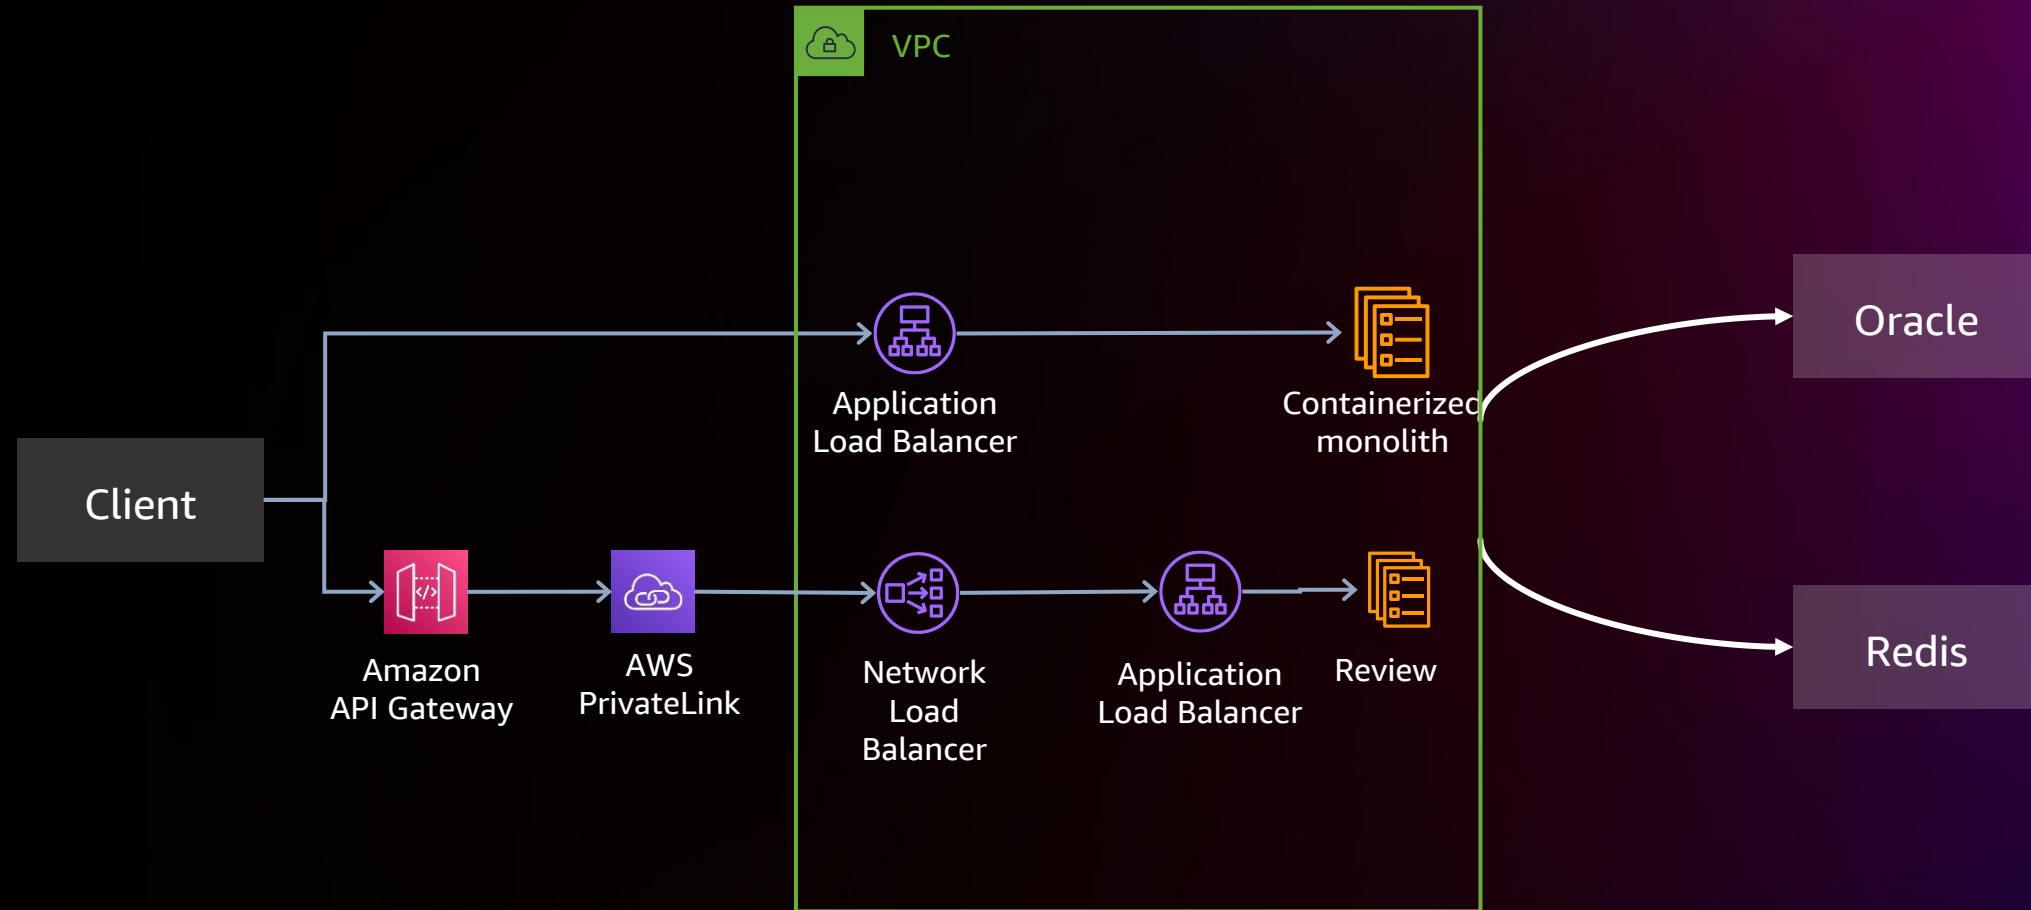 VPC
Application
Load Balancer
Containerized
monolith
Oracle
Client
Amazon
API Gateway
AWS
PrivateLink
Network
Load
Balancer
Application
Load Balancer
Review
Redis